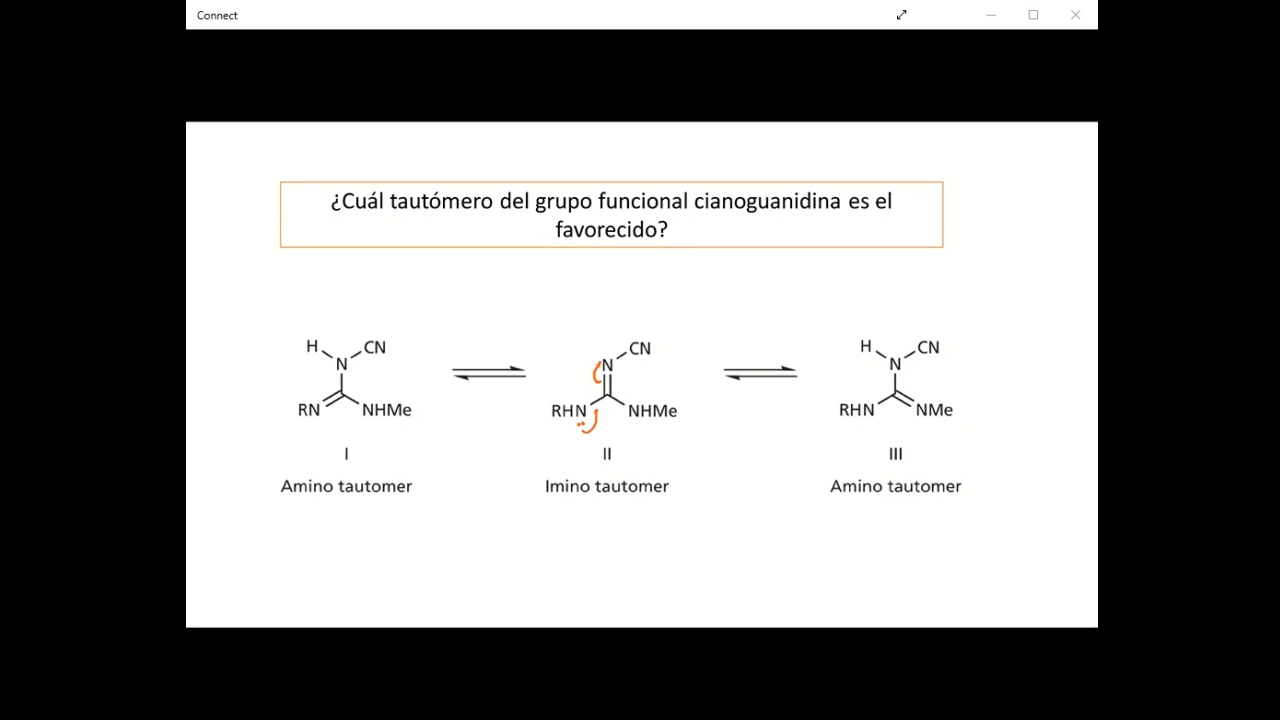 Connect
¿Cuál tautómero del grupo funcional cianoguanidina es el
favorecido?
H CN
N
RN NHMe
I
Amino tautomer
CN
N
RHN NHMe
II
Imino tautomer
H CN
N
RHN NMe
III
Amino tautomer